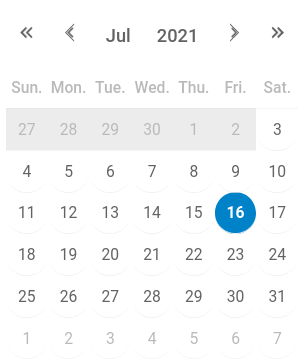 « < Jul 2021 > »
Sun. Mon. Tue. Wed. Thu. Fri. Sat.
27 28 29 30 1 2 3
4 5 6 7 8 9 10
11 12 13 14 15 16 17
18 19 20 21 22 23 24
25 26 27 28 29 30 31
1 2 3 4 5 6 7